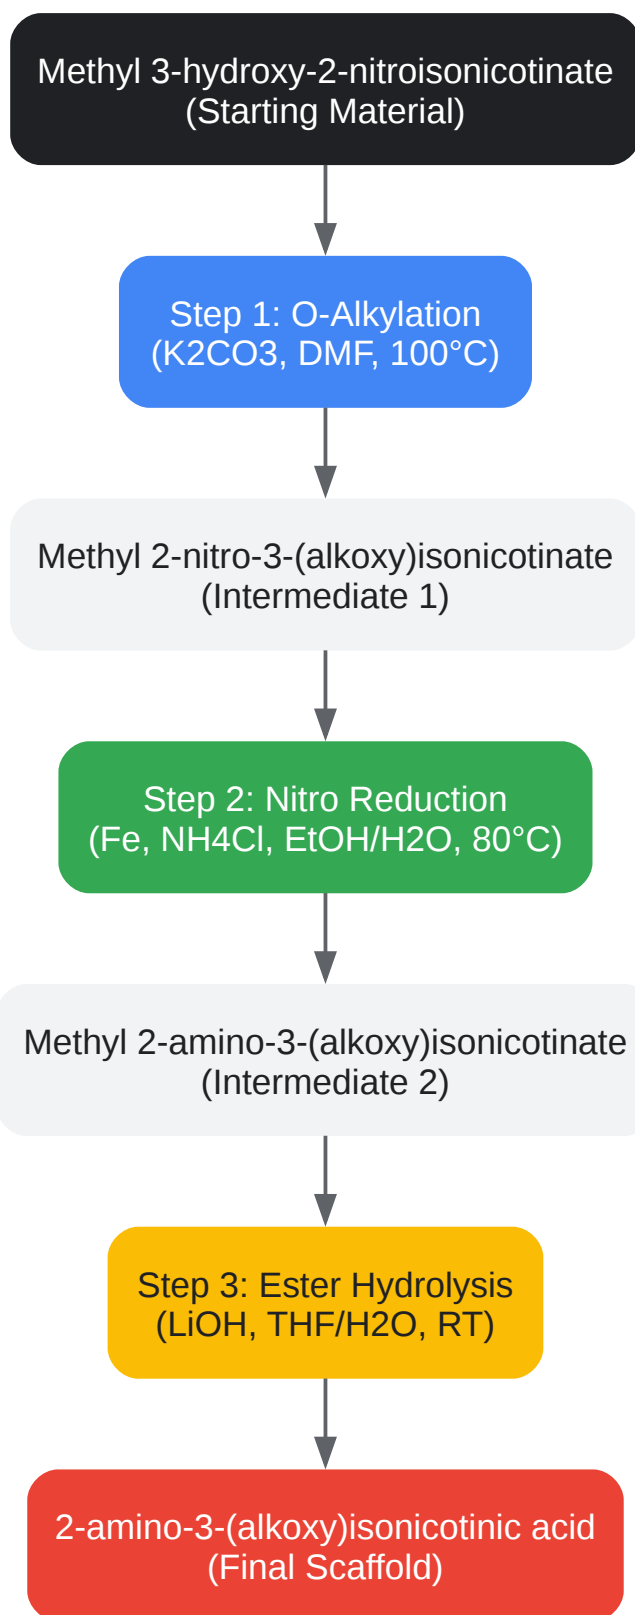 Methyl 3-hydroxy-2-nitroisonicotinate
(Starting Material)
Step 1: O-Alkylation
(K2CO3, DMF, 100°C)
Methyl 2-nitro-3-(alkoxy)isonicotinate
(Intermediate 1)
Step 2: Nitro Reduction
(Fe, NH4Cl, EtOH/H2O, 80°C)
Methyl 2-amino-3-(alkoxy)isonicotinate
(Intermediate 2)
Step 3: Ester Hydrolysis
(LiOH, THF/H2O, RT)
2-amino-3-(alkoxy)isonicotinic acid
(Final Scaffold)